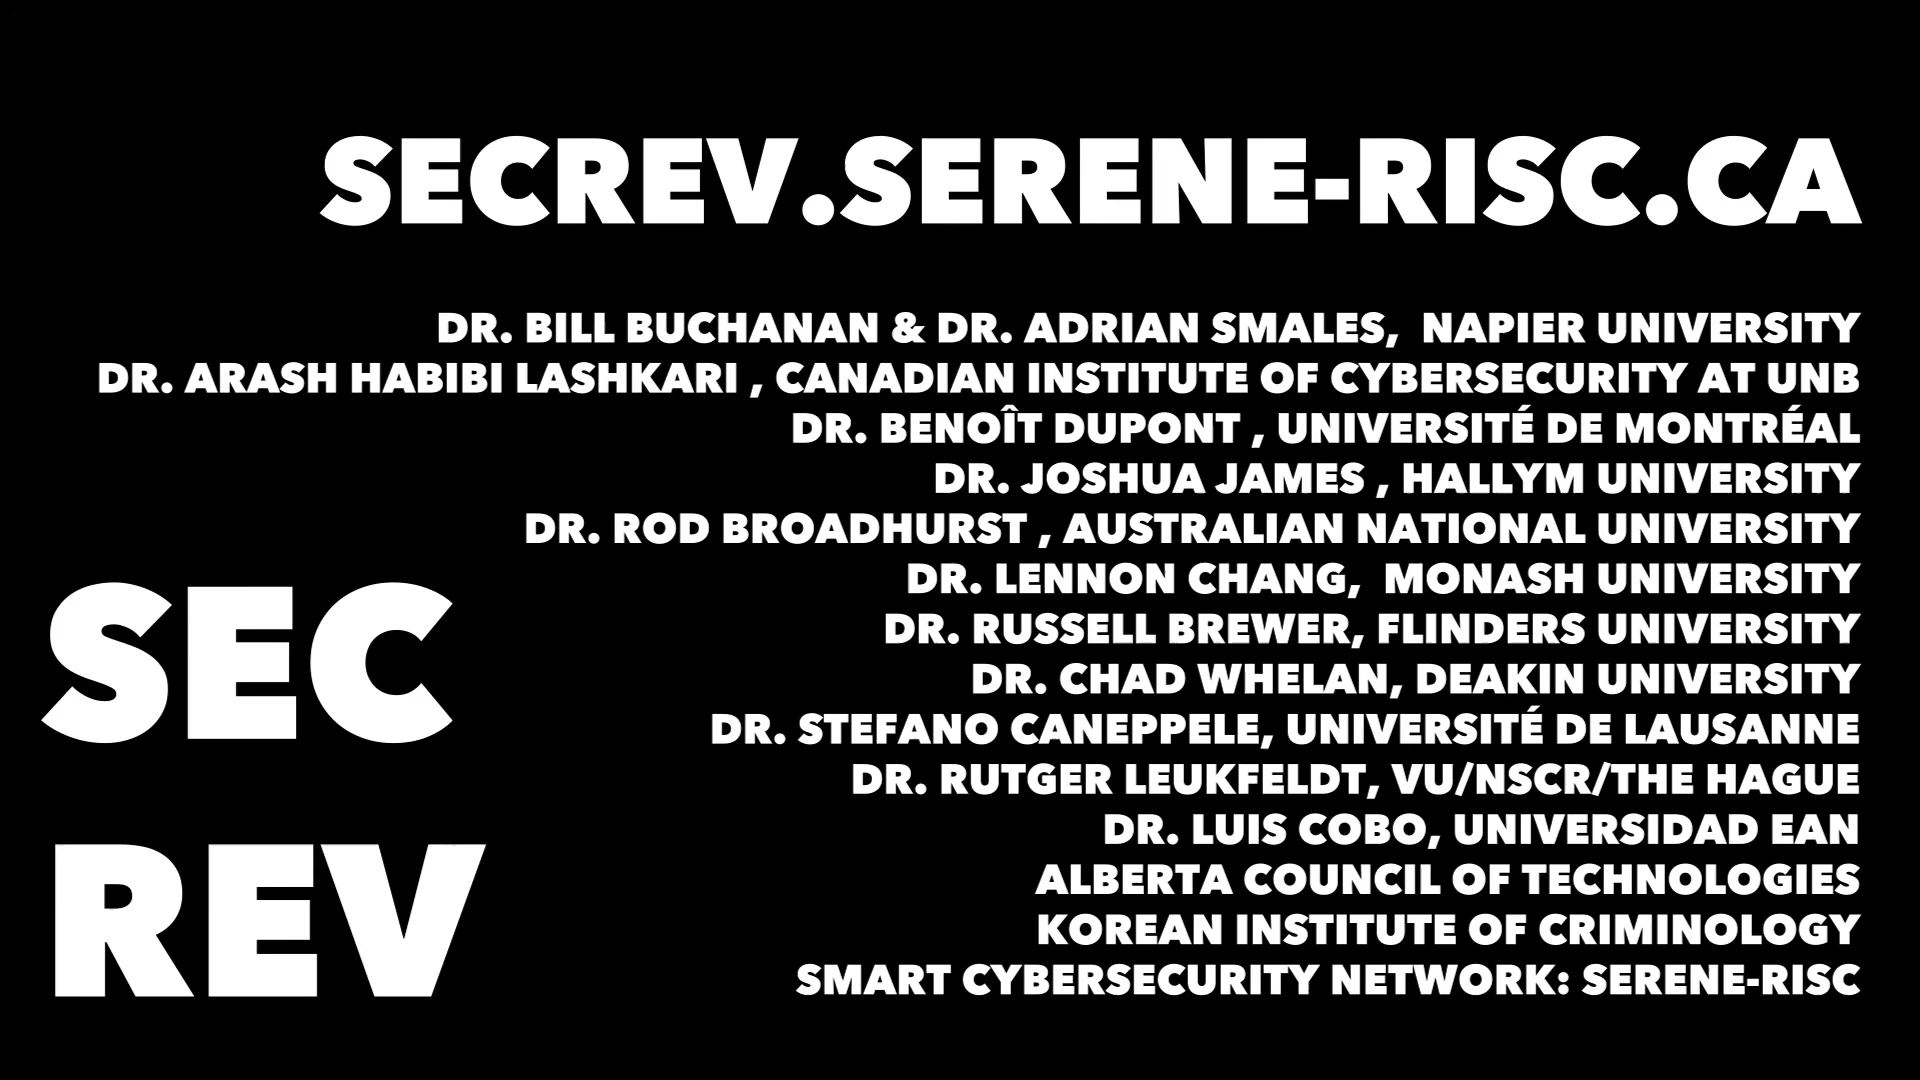 SECREV.SERENE-RISC.CA
DR. BILL BUCHANAN & DR. ADRIAN SMALES, NAPIER UNIVERSITY
DR. ARASH HABIBI LASHKARI , CANADIAN INSTITUTE OF CYBERSECURITY AT UNB
DR. BENOÎT DUPONT , UNIVERSITÉ DE MONTRÉAL
DR. JOSHUA JAMES , HALLYM UNIVERSITY
DR. ROD BROADHURST , AUSTRALIAN NATIONAL UNIVERSITY
DR. LENNON CHANG, MONASH UNIVERSITY
DR. RUSSELL BREWER, FLINDERS UNIVERSITY
DR. CHAD WHELAN, DEAKIN UNIVERSITY
DR. STEFANO CANEPPELE, UNIVERSITÉ DE LAUSANNE
DR. RUTGER LEUKFELDT, VU/NSCR/THE HAGUE
DR. LUIS COBO, UNIVERSIDAD EAN
ALBERTA COUNCIL OF TECHNOLOGIES
KOREAN INSTITUTE OF CRIMINOLOGY
SMART CYBERSECURITY NETWORK: SERENE-RISC
SEC
REV